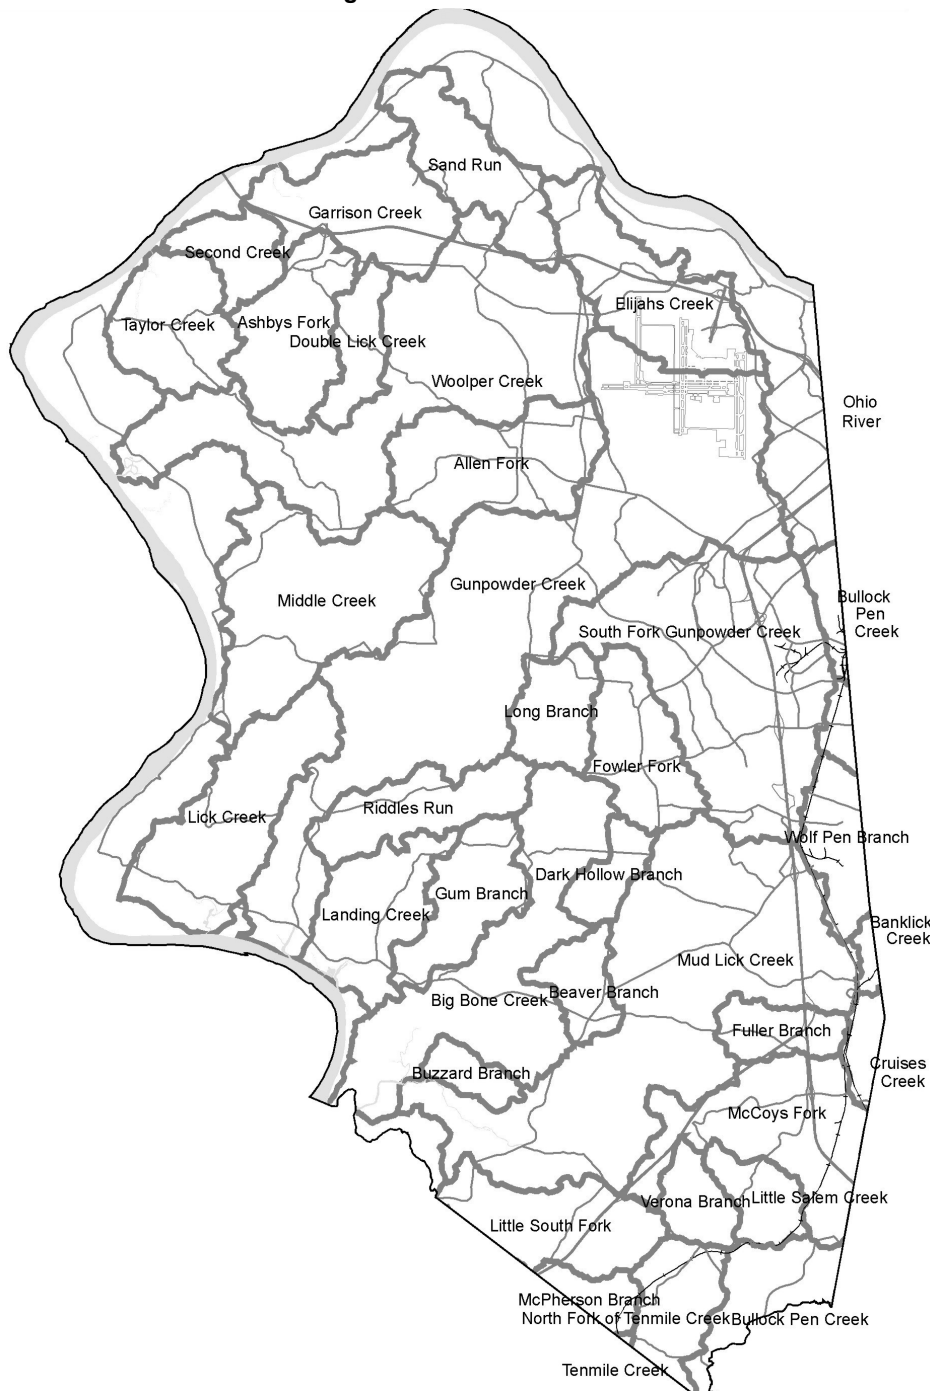 Sand Run
Garrison Creek
Second Creek
Elijahs Creek
Taylor Creek
Ashbys Fork
Double Lick Creek
Woolper Creek
Ohio
River
Allen Fork
Gunpowder Creek
Middle Creek
Bullock
Pen
Creek
South Fork Gunpowder Creek
Long Branch
Fowler Fork
Riddles Run
Lick Creek
Wolf Pen Branch
Dark Hollow Branch
Gum Branch
Landing Creek
Banklick
Creek
Mud Lick Creek
Beaver Branch
Big Bone Creek
Fuller Branch
Buzzard Branch
Cruises
Creek
McCoys Fork
Verona Branch
Little Salem Creek
Little South Fork
McPherson Branch
North Fork of Tenmile Creek
Bullock Pen Creek
Tenmile Creek